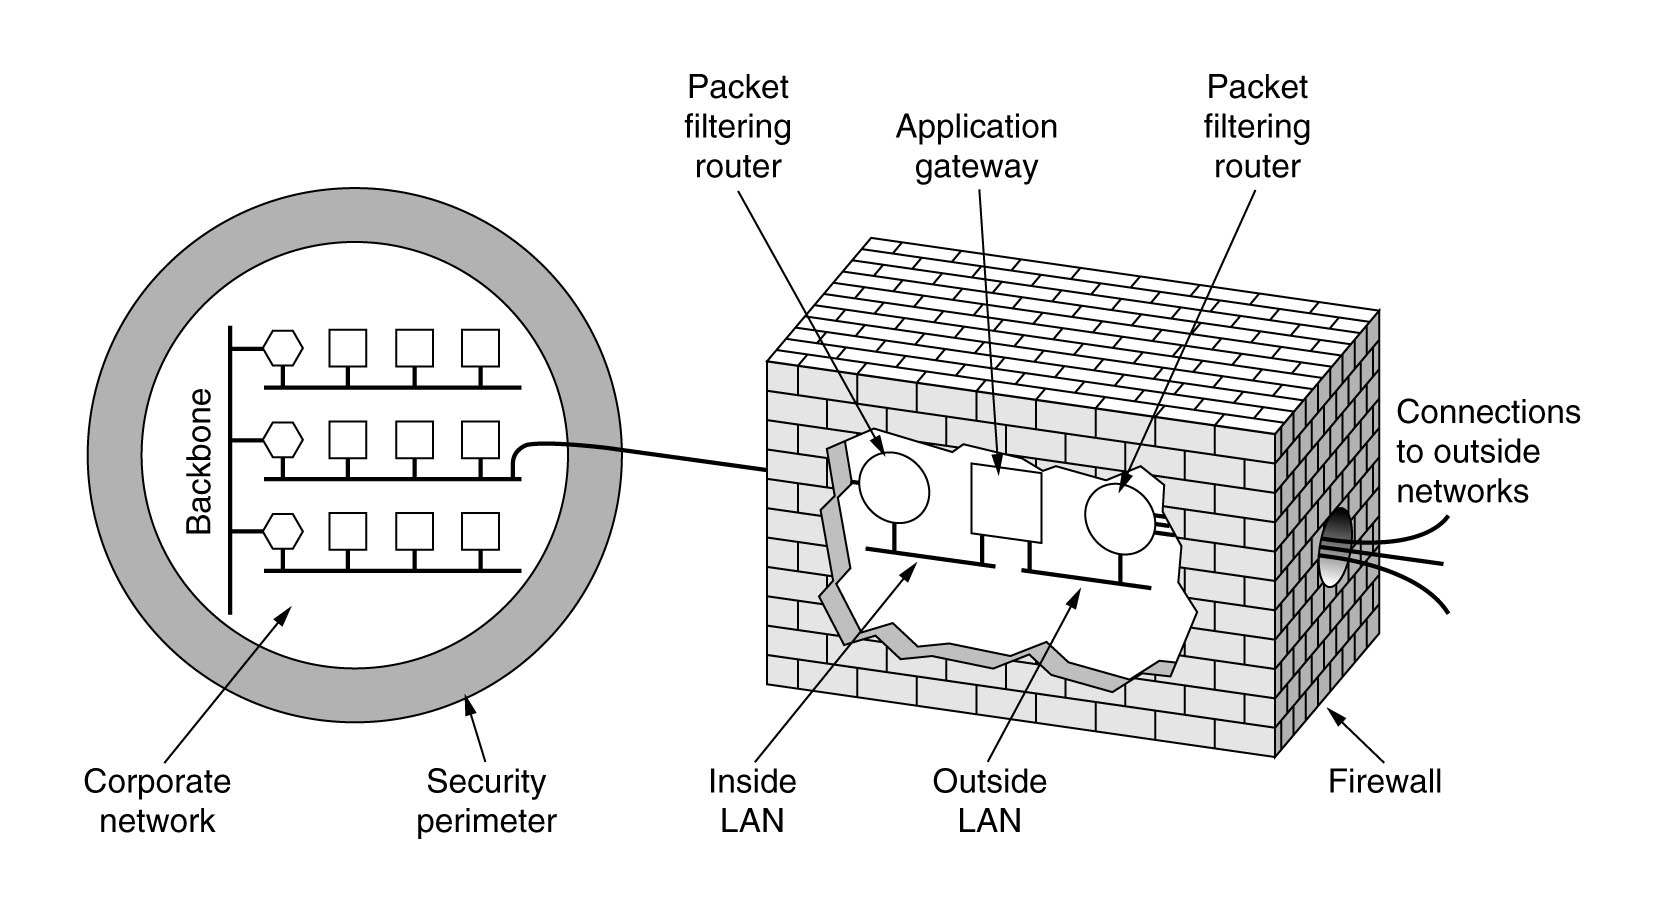 Packet
filtering
router
Application
gateway
Packet
filtering
router
Backbone
Connections
to outside
networks
Corporate
network
Security
perimeter
Inside
LAN
Outside
LAN
Firewall